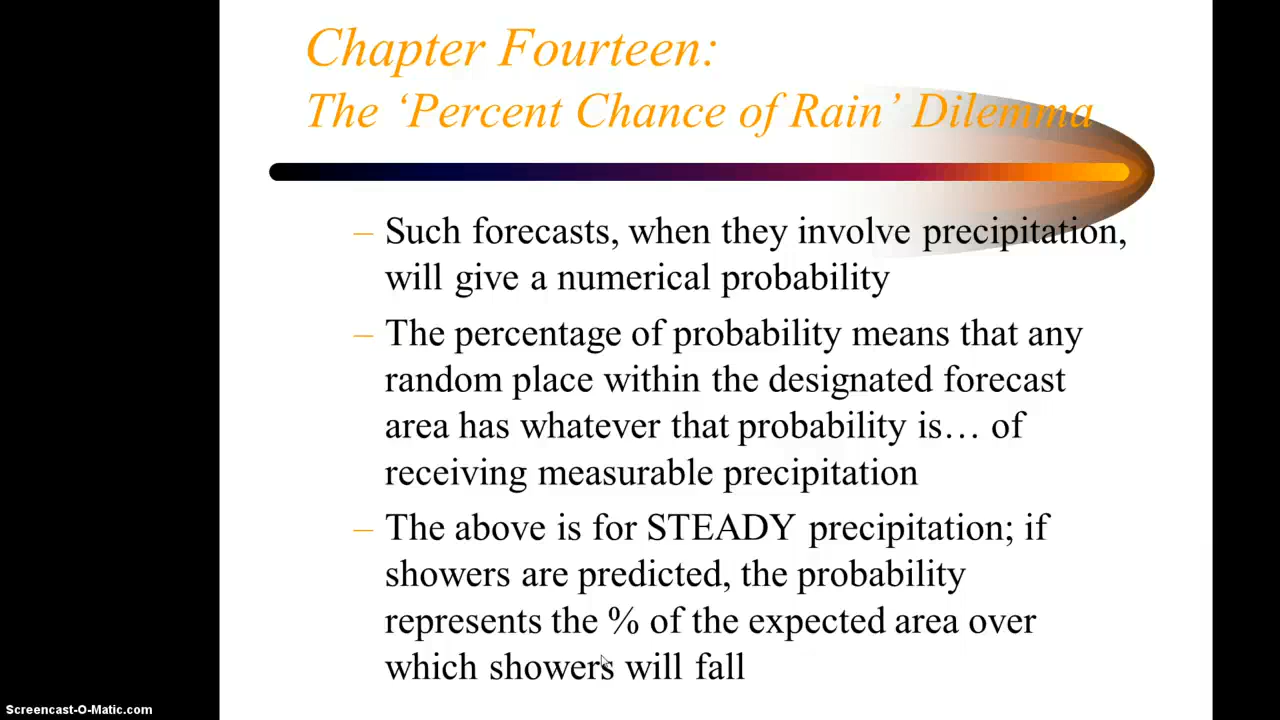 Chapter Fourteen:
The ‘Percent Chance of Rain’ Dilemma
– Such forecasts, when they involve precipitation,
will give a numerical probability
– The percentage of probability means that any
random place within the designated forecast
area has whatever that probability is… of
receiving measurable precipitation
– The above is for STEADY precipitation; if
showers are predicted, the probability
represents the % of the expected area over
which showers will fall
Screencast-O-Matic.com